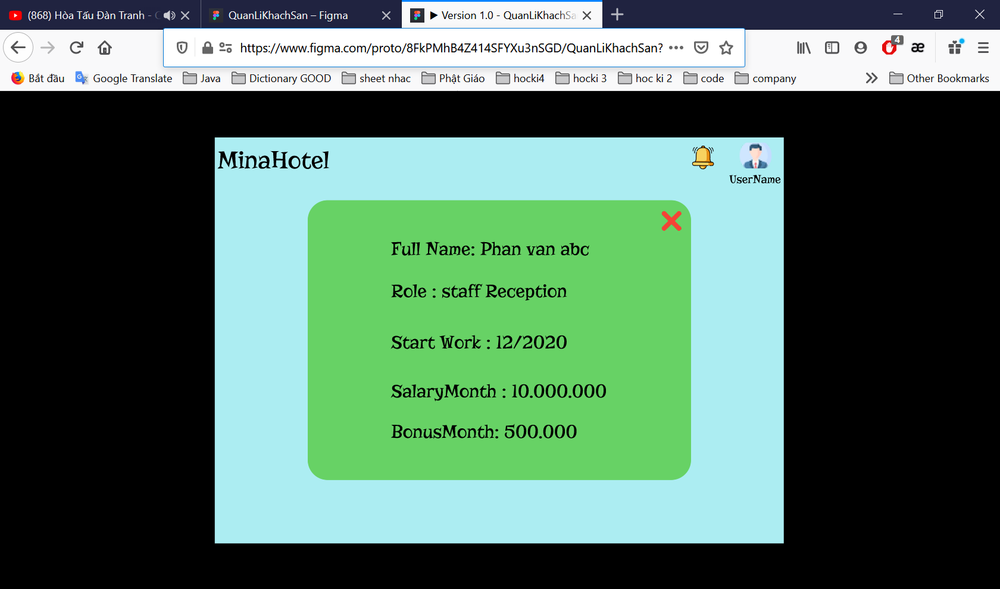 (868) Hòa Tấu Đàn Tranh -
QuanLiKhachSan – Figma
▶ Version 1.0 - QuanLiKhachSa
https://www.figma.com/proto/8FkPMhB4Z414SFYXu3nSGD/QuanLiKhachSan?
4
æ
Bắt đầu
Google Translate
Java
Dictionary GOOD
sheet nhac
Phật Giáo
hocki4
hocki 3
hoc ki 2
code
company
Other Bookmarks
MinaHotel
UserName
Full Name: Phan van abc
Role : staff Reception
Start Work : 12/2020
SalaryMonth : 10.000.000
BonusMonth: 500.000